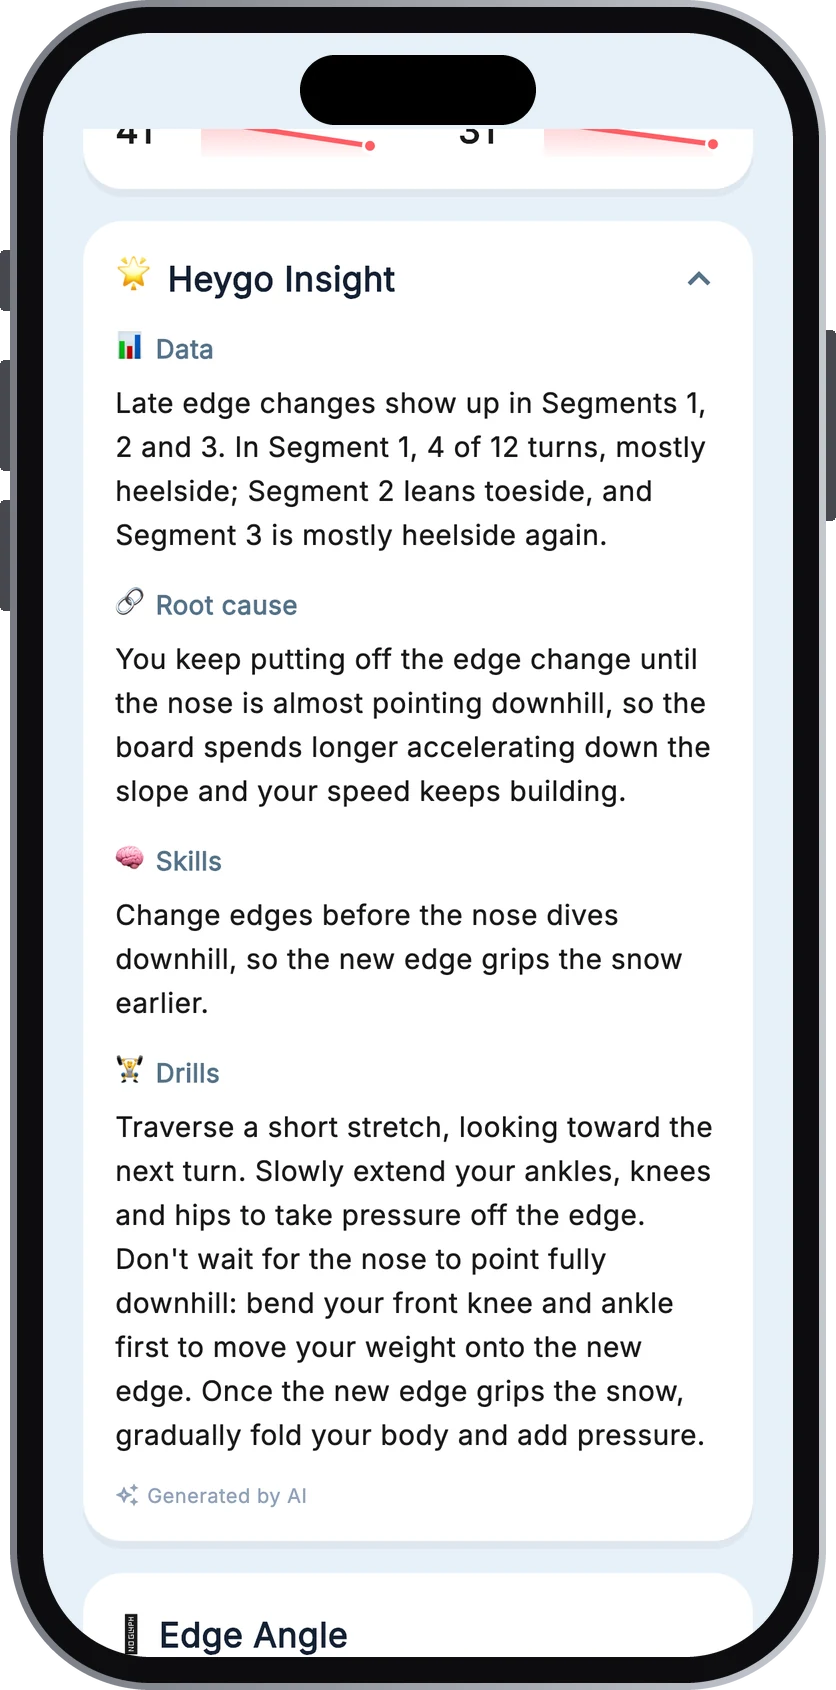 41
31
Heygo Insight
Data
Late edge changes show up in Segments 1,
2 and 3. In Segment 1, 4 of 12 turns, mostly
heelside; Segment 2 leans toeside, and
Segment 3 is mostly heelside again.
Root cause
You keep putting off the edge change until
the nose is almost pointing downhill, so the
board spends longer accelerating down the
slope and your speed keeps building.
Skills
Change edges before the nose dives
downhill, so the new edge grips the snow
earlier.
Drills
Traverse a short stretch, looking toward the
next turn. Slowly extend your ankles, knees
and hips to take pressure off the edge.
Don't wait for the nose to point fully
downhill: bend your front knee and ankle
first to move your weight onto the new
edge. Once the new edge grips the snow,
gradually fold your body and add pressure.
Generated by AI
NO GLYPH
Edge Angle